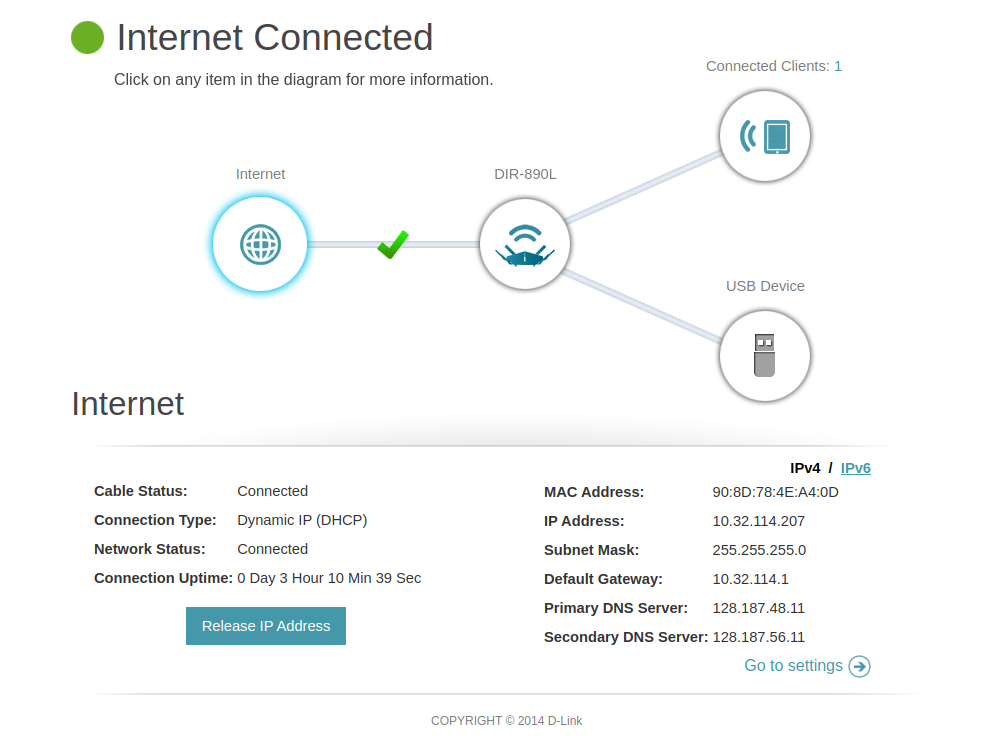 Internet Connected
Click on any item in the diagram for more information.
Connected Clients: 1
Internet
DIR-890L
USB Device
Internet
IPv4 / IPv6
Cable Status: Connected
Connection Type: Dynamic IP (DHCP)
Network Status: Connected
Connection Uptime: 0 Day 3 Hour 10 Min 39 Sec
Release IP Address
MAC Address: 90:8D:78:4E:A4:0D
IP Address: 10.32.114.207
Subnet Mask: 255.255.255.0
Default Gateway: 10.32.114.1
Primary DNS Server: 128.187.48.11
Secondary DNS Server: 128.187.56.11
Go to settings
COPYRIGHT © 2014 D-Link